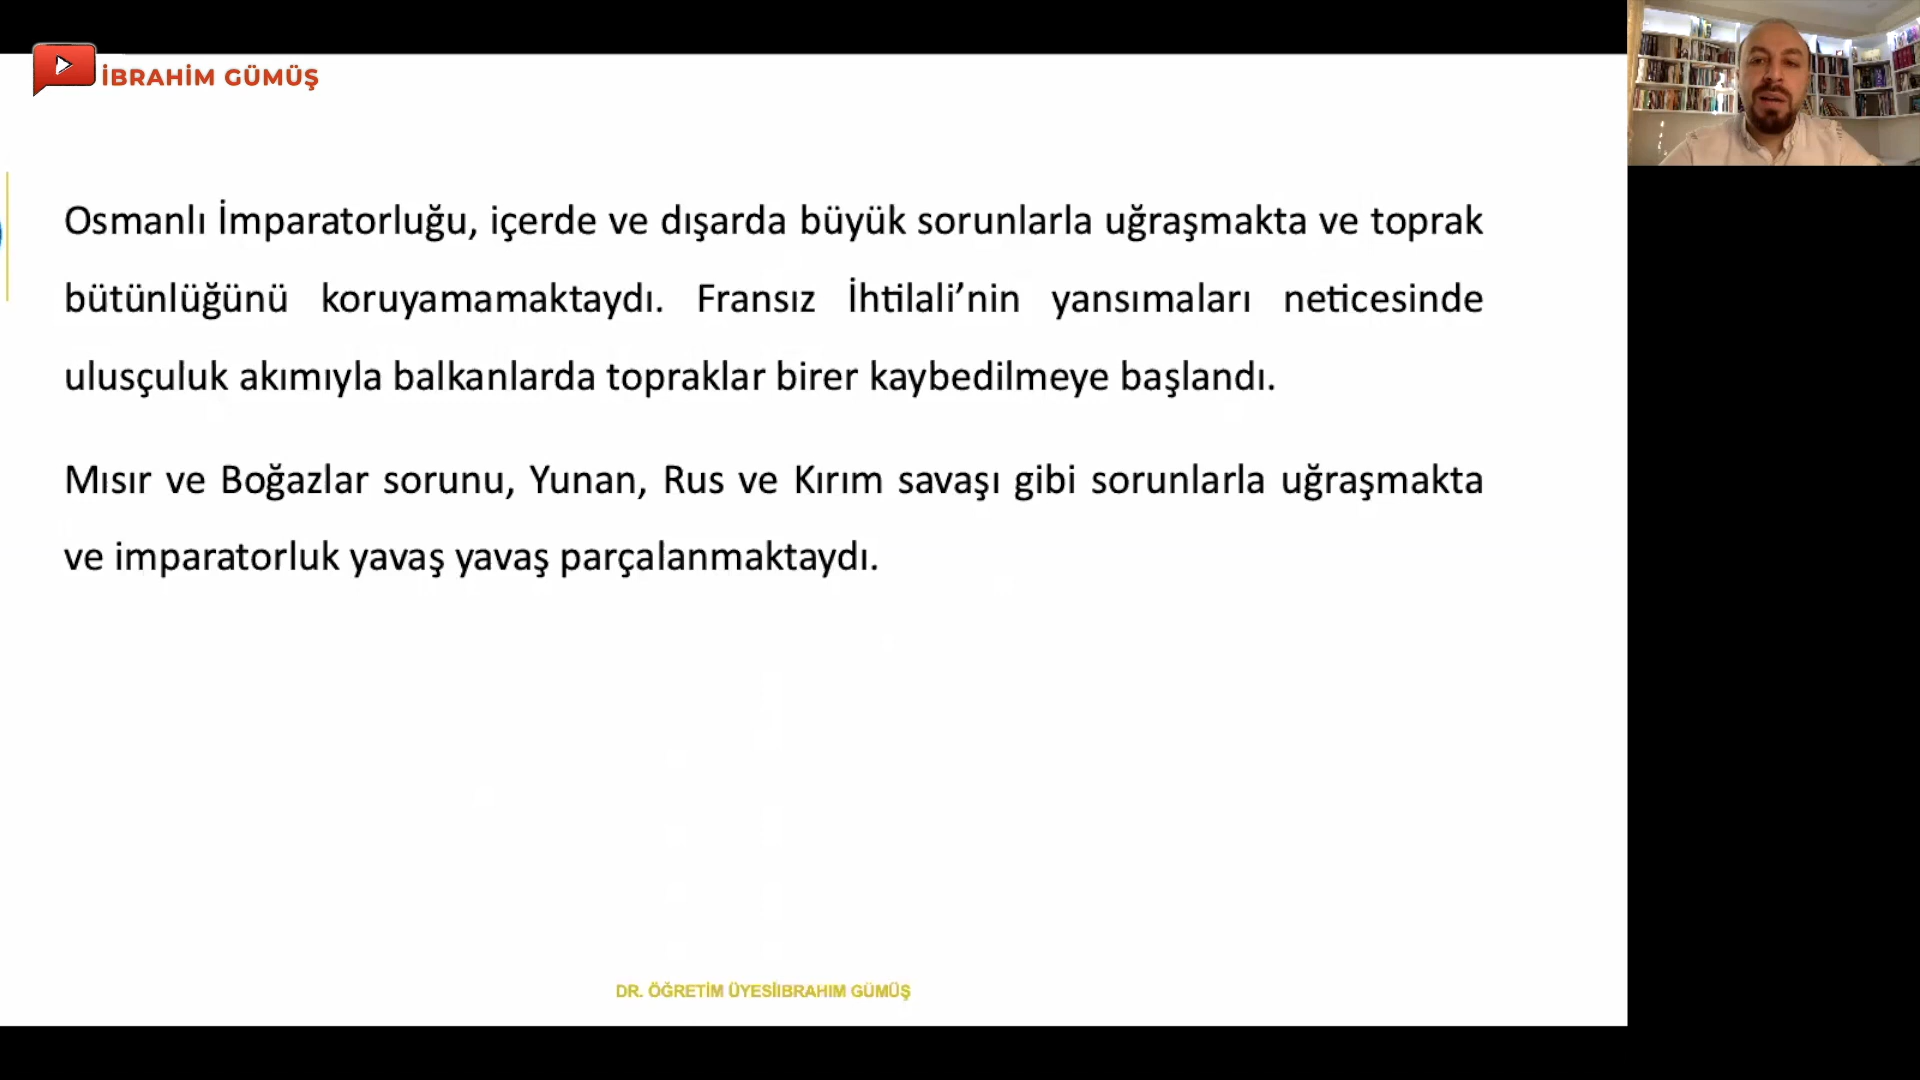 İBRAHİM GÜMÜŞ
Osmanlı İmparatorluğu, içerde ve dışarda büyük sorunlarla uğraşmakta ve toprak
bütünlüğünü koruyamamaktaydı. Fransız İhtilali’nin yansımaları neticesinde
ulusçuluk akımıyla balkanlarda topraklar birer kaybedilmeye başlandı.
Mısır ve Boğazlar sorunu, Yunan, Rus ve Kırım savaşı gibi sorunlarla uğraşmakta
ve imparatorluk yavaş yavaş parçalanmaktaydı.
DR. ÖĞRETİM ÜYESİIBRAHIM GÜMÜŞ